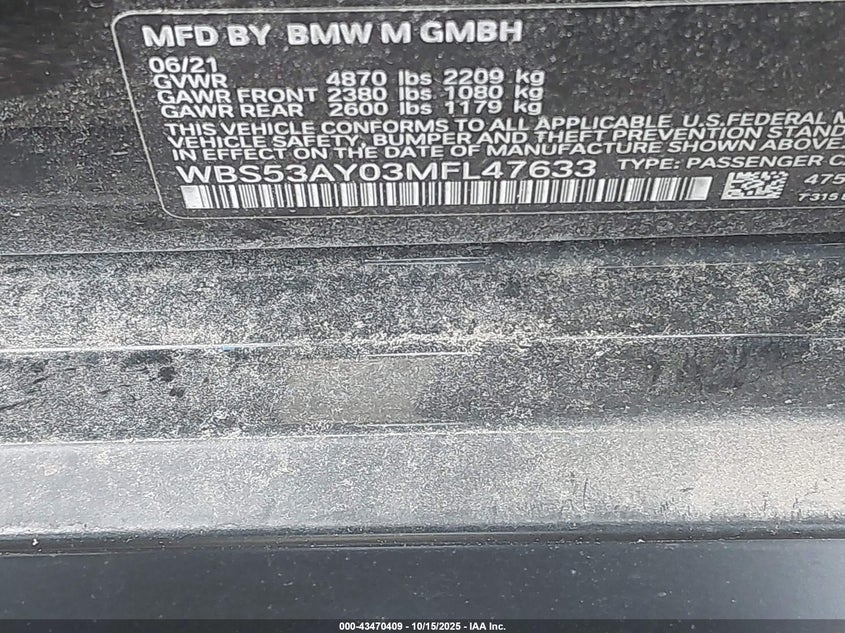 MFD BY BMW M GMBH
06/21
GVWR 4870 lbs 2209 kg
GAWR FRONT 2380 lbs 1080 kg
GAWR REAR 2600 lbs 1179 kg
THIS VEHICLE CONFORMS TO ALL APPLICABLE U.S.FEDERAL M
VEHICLE SAFETY, BUMPER AND THEFT PREVENTION STAND
IN EFFECT ON THE DATE OF MANUFACTURE SHOWN ABOVE.
WBS53AY03MFL47633 TYPE: PASSENGER C
475
7315
000-43470409 - 10/15/2025 - IAA Inc.